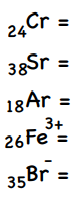 ₂₄Cr =
₃₈Sr =
₁₈Ar =
₂₆Fe³⁺ =
₃₅Br⁻ =